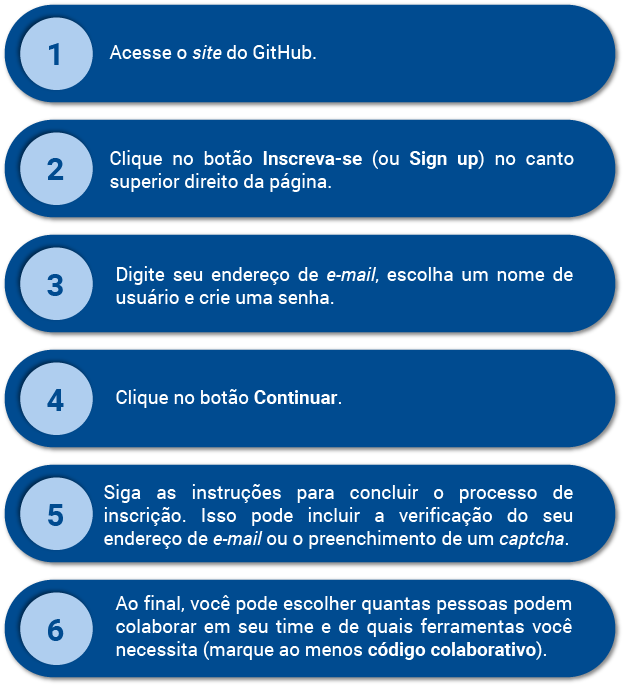 1
Acesse o site do GitHub.
2
Clique no botão Inscreva-se (ou Sign up) no canto
superior direito da página.
3
Digite seu endereço de e-mail, escolha um nome de
usuário e crie uma senha.
4
Clique no botão Continuar.
5
Siga as instruções para concluir o processo de
inscrição. Isso pode incluir a verificação do seu
endereço de e-mail ou o preenchimento de um captcha.
6
Ao final, você pode escolher quantas pessoas podem
colaborar em seu time e de quais ferramentas você
necessita (marque ao menos código colaborativo).